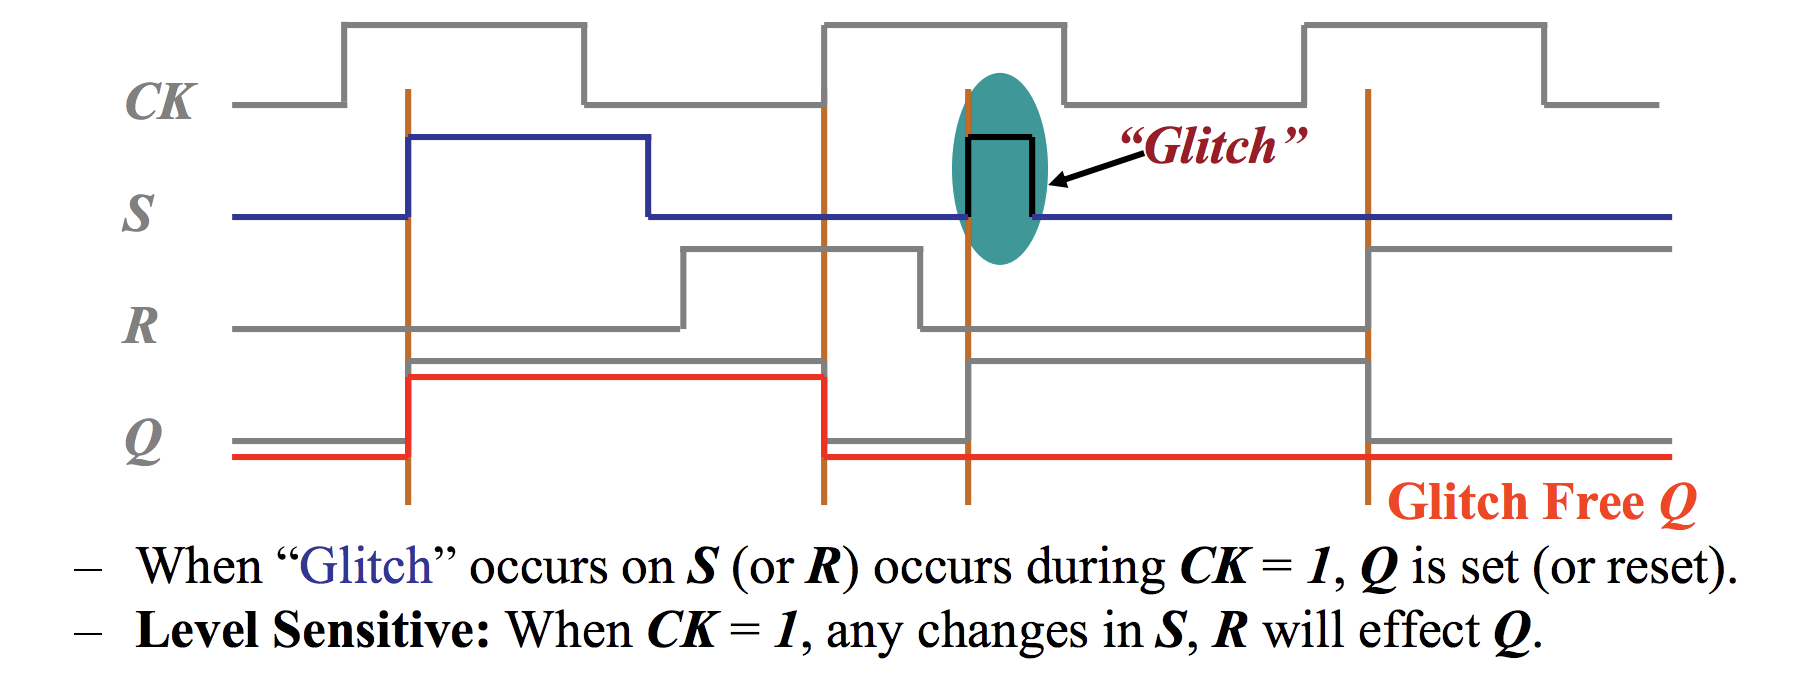 CK
"Glitch"
S
R
Q
Glitch Free Q
– When "Glitch" occurs on S (or R) occurs during CK = 1, Q is set (or reset).
– Level Sensitive: When CK = 1, any changes in S, R will effect Q.